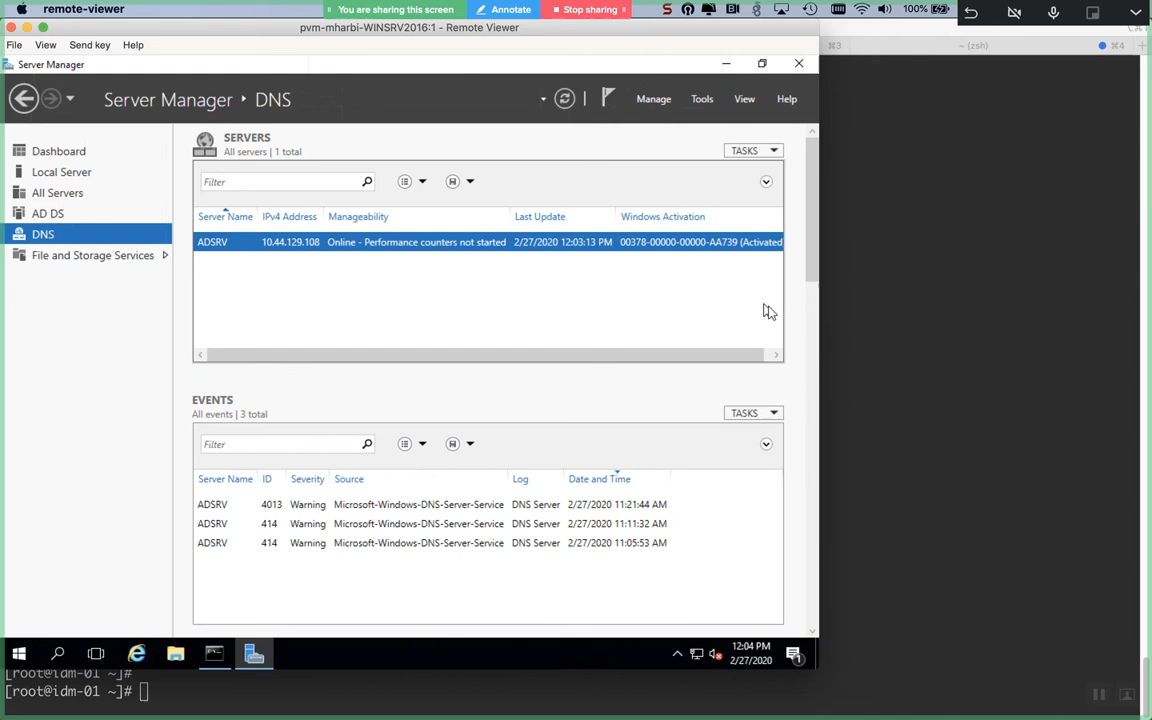 remote-viewer
You are sharing this screen
Annotate
Stop sharing
100%
pvm-mharbi-WINSRV2016:1 - Remote Viewer
File View Send key Help
⌘3
~ (zsh)
⌘4
Server Manager
Server Manager ‣ DNS
Manage Tools View Help
Dashboard
Local Server
All Servers
AD DS
DNS
File and Storage Services
SERVERS
All servers | 1 total
TASKS
Filter
Server Name IPv4 Address Manageability Last Update Windows Activation
ADSRV 10.44.129.108 Online - Performance counters not started 2/27/2020 12:03:13 PM 00378-00000-00000-AA739 (Activated
EVENTS
All events | 3 total
TASKS
Filter
Server Name ID Severity Source Log Date and Time
ADSRV 4013 Warning Microsoft-Windows-DNS-Server-Service DNS Server 2/27/2020 11:21:44 AM
ADSRV 414 Warning Microsoft-Windows-DNS-Server-Service DNS Server 2/27/2020 11:11:32 AM
ADSRV 414 Warning Microsoft-Windows-DNS-Server-Service DNS Server 2/27/2020 11:05:53 AM
12:04 PM
2/27/2020
1
[root@idm-01 ~]#
[root@idm-01 ~]#